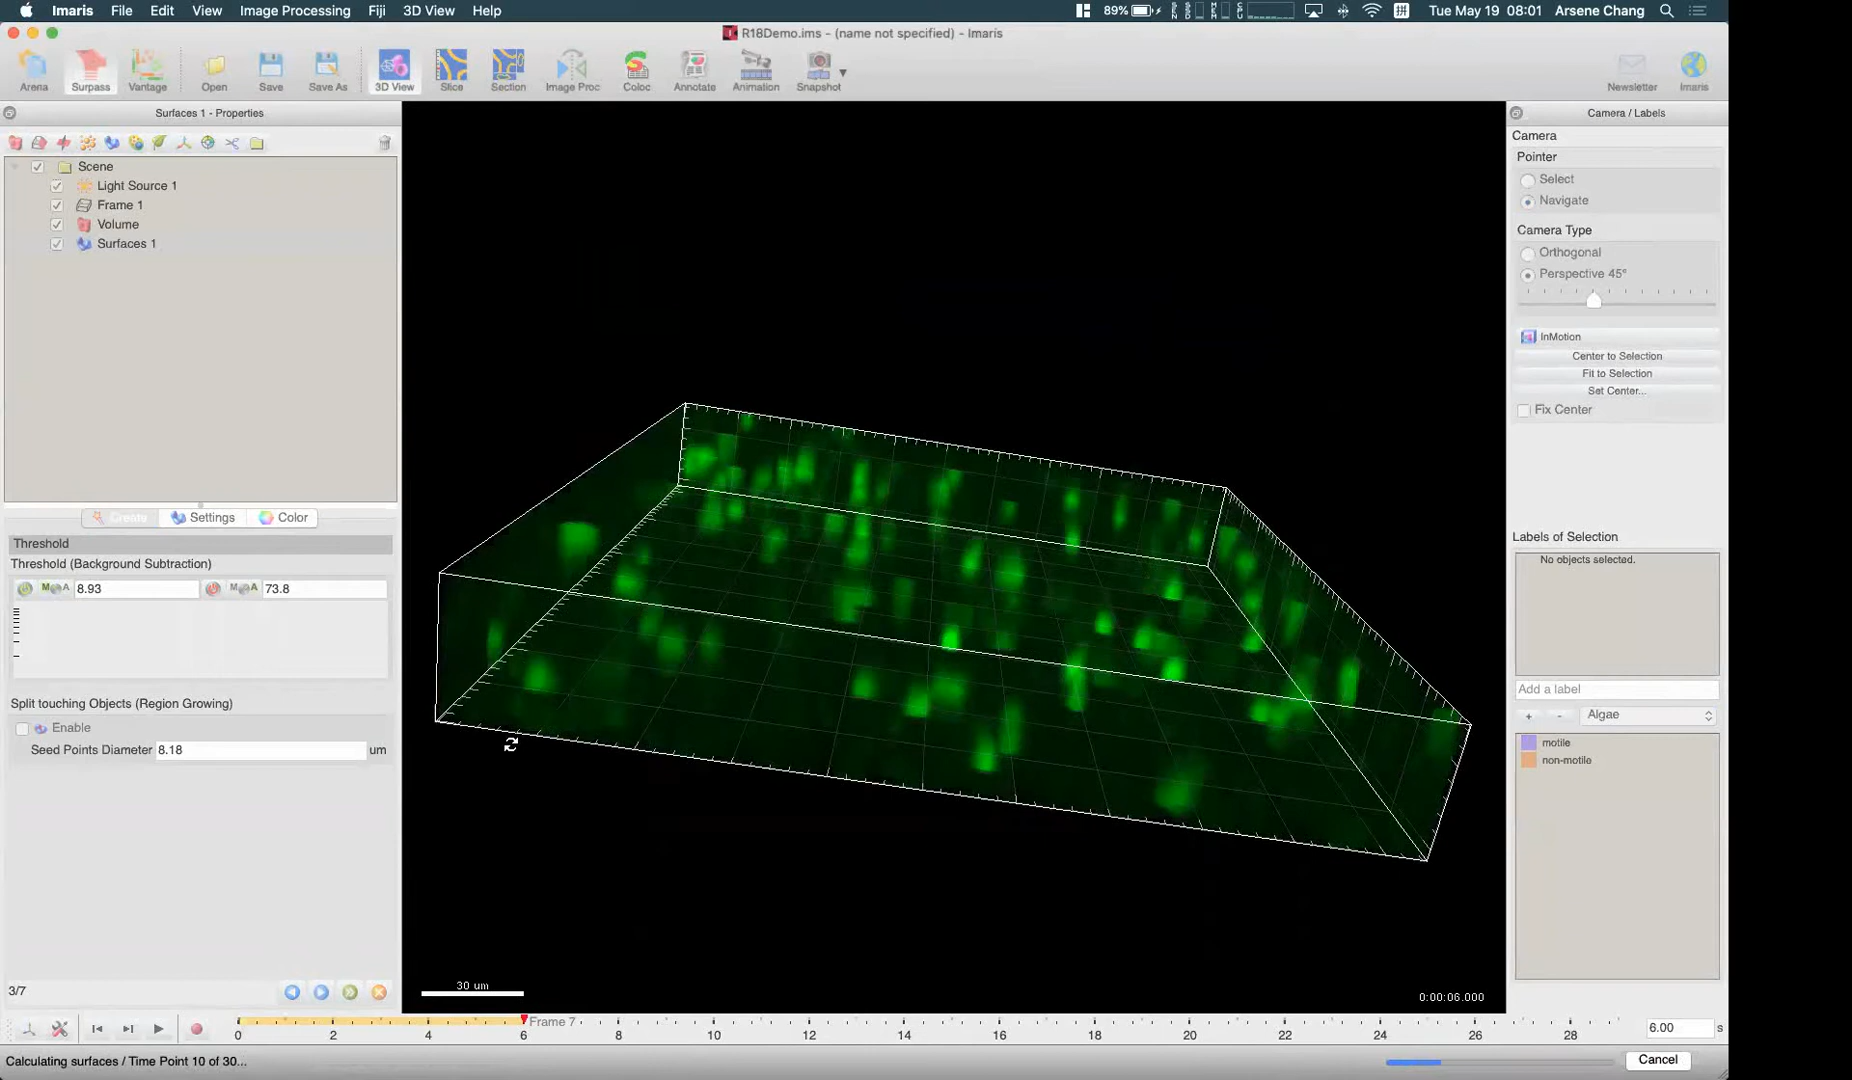 Imaris File Edit View Image Processing Fiji 3D View Help 89% Tue May 19 08:01 Arsene Chang
R18Demo.ims - (name not specified) - Imaris
Arena Surpass Vantage Open Save Save As 3D View Slice Section Image Proc Coloc Annotate Animation Snapshot Newsletter Imaris
Surfaces 1 - Properties
Scene
Light Source 1
Frame 1
Volume
Surfaces 1
Create Settings Color
Threshold
Threshold (Background Subtraction)
M A 8.93 M A 73.8
Split touching Objects (Region Growing)
Enable
Seed Points Diameter 8.18 um
3/7
30 um
0:00:06.000
Camera / Labels
Camera
Pointer
Select
Navigate
Camera Type
Orthogonal
Perspective 45°
InMotion
Center to Selection
Fit to Selection
Set Center...
Fix Center
Labels of Selection
No objects selected.
Add a label
+ - Algae
motile
non-motile
Frame 7
0 2 4 6 8 10 12 14 16 18 20 22 24 26 28
6.00 s
Calculating surfaces / Time Point 10 of 30...
Cancel